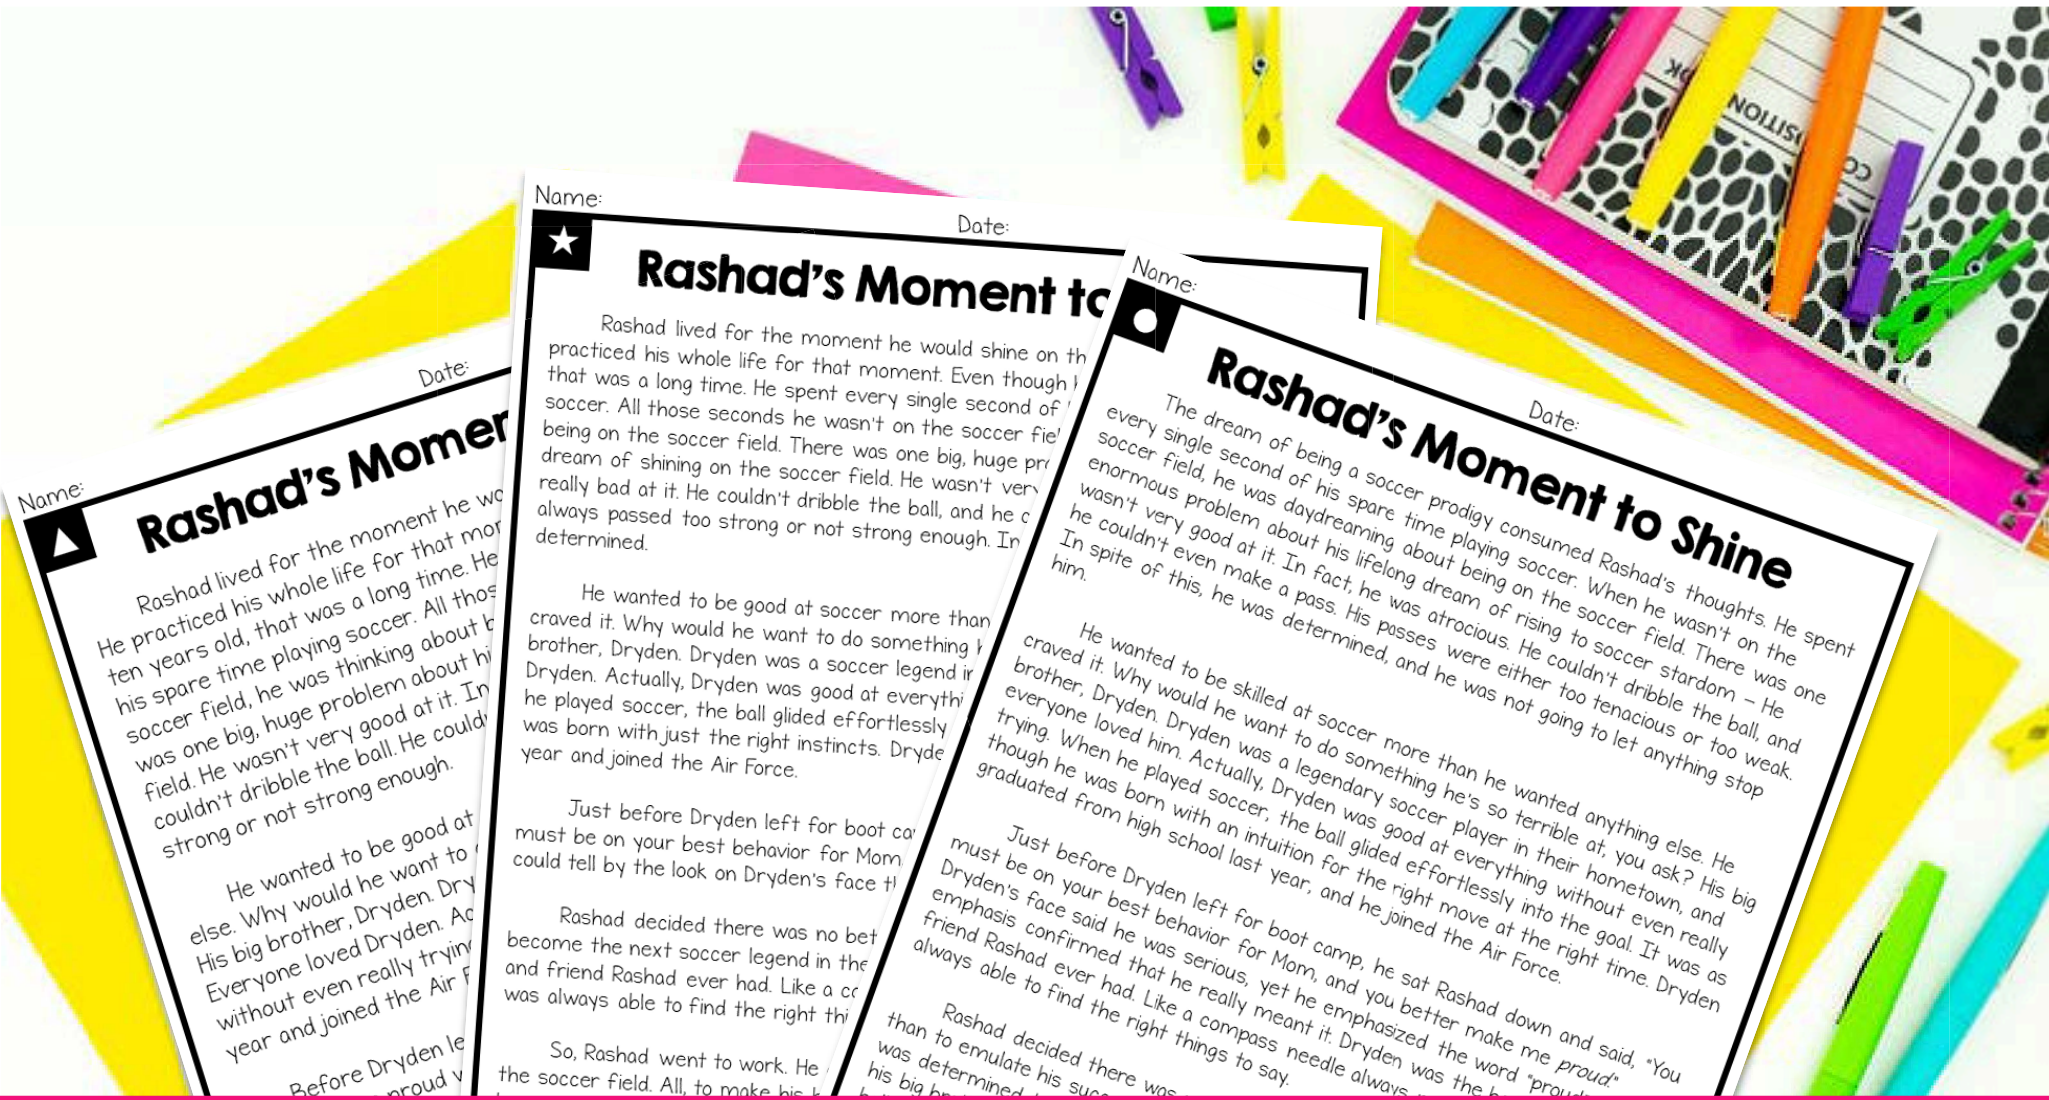 COMPOSITION
Name:
Date:
Rashad's Momen
Rashad lived for the moment he wo
He practiced his whole life for that mor
ten years old, that was a long time. He
his spare time playing soccer. All thos
soccer field, he was thinking about b
was one big, huge problem about hi
field. He wasn't very good at it. In
couldn't dribble the ball. He could
strong or not strong enough.
He wanted to be good at
else. Why would he want to
His big brother, Dryden. Dry
Everyone loved Dryden. Ac
without even really tryin
year and joined the Air F
Before Dryden le
proud
Name:
Date:
Rashad's Moment to
Rashad lived for the moment he would shine on th
practiced his whole life for that moment. Even though
that was a long time. He spent every single second of
soccer. All those seconds he wasn't on the soccer fiel
being on the soccer field. There was one big, huge pro
dream of shining on the soccer field. He wasn't very
really bad at it. He couldn't dribble the ball, and he c
always passed too strong or not strong enough. In
determined.
He wanted to be good at soccer more than
craved it. Why would he want to do something
brother, Dryden. Dryden was a soccer legend in
Dryden. Actually, Dryden was good at everythi
he played soccer, the ball glided effortlessly
was born with just the right instincts. Dryde
year and joined the Air Force.
Just before Dryden left for boot ca
must be on your best behavior for Mom
could tell by the look on Dryden's face th
Rashad decided there was no bet
become the next soccer legend in the
and friend Rashad ever had. Like a co
was always able to find the right thi
So, Rashad went to work. He
the soccer field. All, to make his
Name:
Date:
Rashad's Moment to Shine
The dream of being a soccer prodigy consumed Rashad's thoughts. He spent
every single second of his spare time playing soccer. When he wasn't on the
soccer field, he was daydreaming about being on the soccer field. There was one
enormous problem about his lifelong dream of rising to soccer stardom – He
wasn't very good at it. In fact, he was atrocious. He couldn't dribble the ball, and
he couldn't even make a pass. His passes were either too tenacious or too weak.
In spite of this, he was determined, and he was not going to let anything stop
him.
He wanted to be skilled at soccer more than he wanted anything else. He
craved it. Why would he want to do something he's so terrible at, you ask? His big
brother, Dryden. Dryden was a legendary soccer player in their hometown, and
everyone loved him. Actually, Dryden was good at everything without even really
trying. When he played soccer, the ball glided effortlessly into the goal. It was as
though he was born with an intuition for the right move at the right time. Dryden
graduated from high school last year, and he joined the Air Force.
Just before Dryden left for boot camp, he sat Rashad down and said, "You
must be on your best behavior for Mom, and you better make me proud."
Dryden's face said he was serious, yet he emphasized the word "proud
emphasis confirmed that he really meant it. Dryden was the b
friend Rashad ever had. Like a compass needle always
always able to find the right things to say.
Rashad decided there was
than to emulate his succ
was determined
his big br